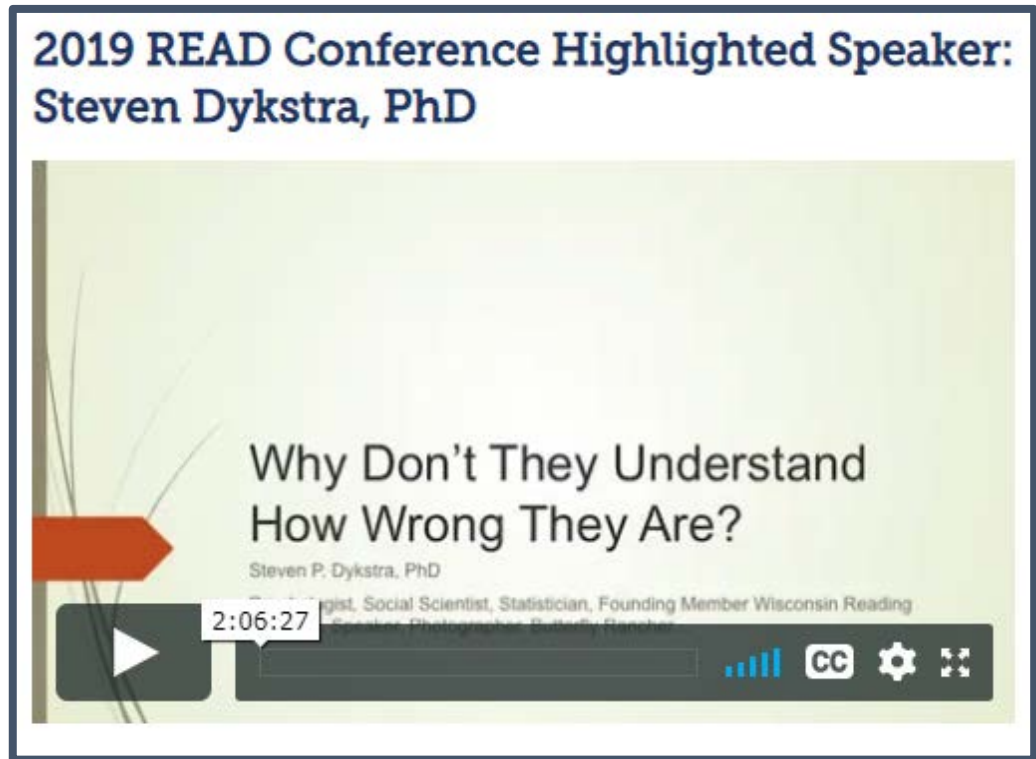 2019 READ Conference Highlighted Speaker:
Steven Dykstra, PhD
Why Don't They Understand
How Wrong They Are?
Steven P. Dykstra, PhD
Social Scientist, Statistician, Founding Member Wisconsin Reading
Speaker, Photographer, Butterfly Rancher
2:06:27
CC